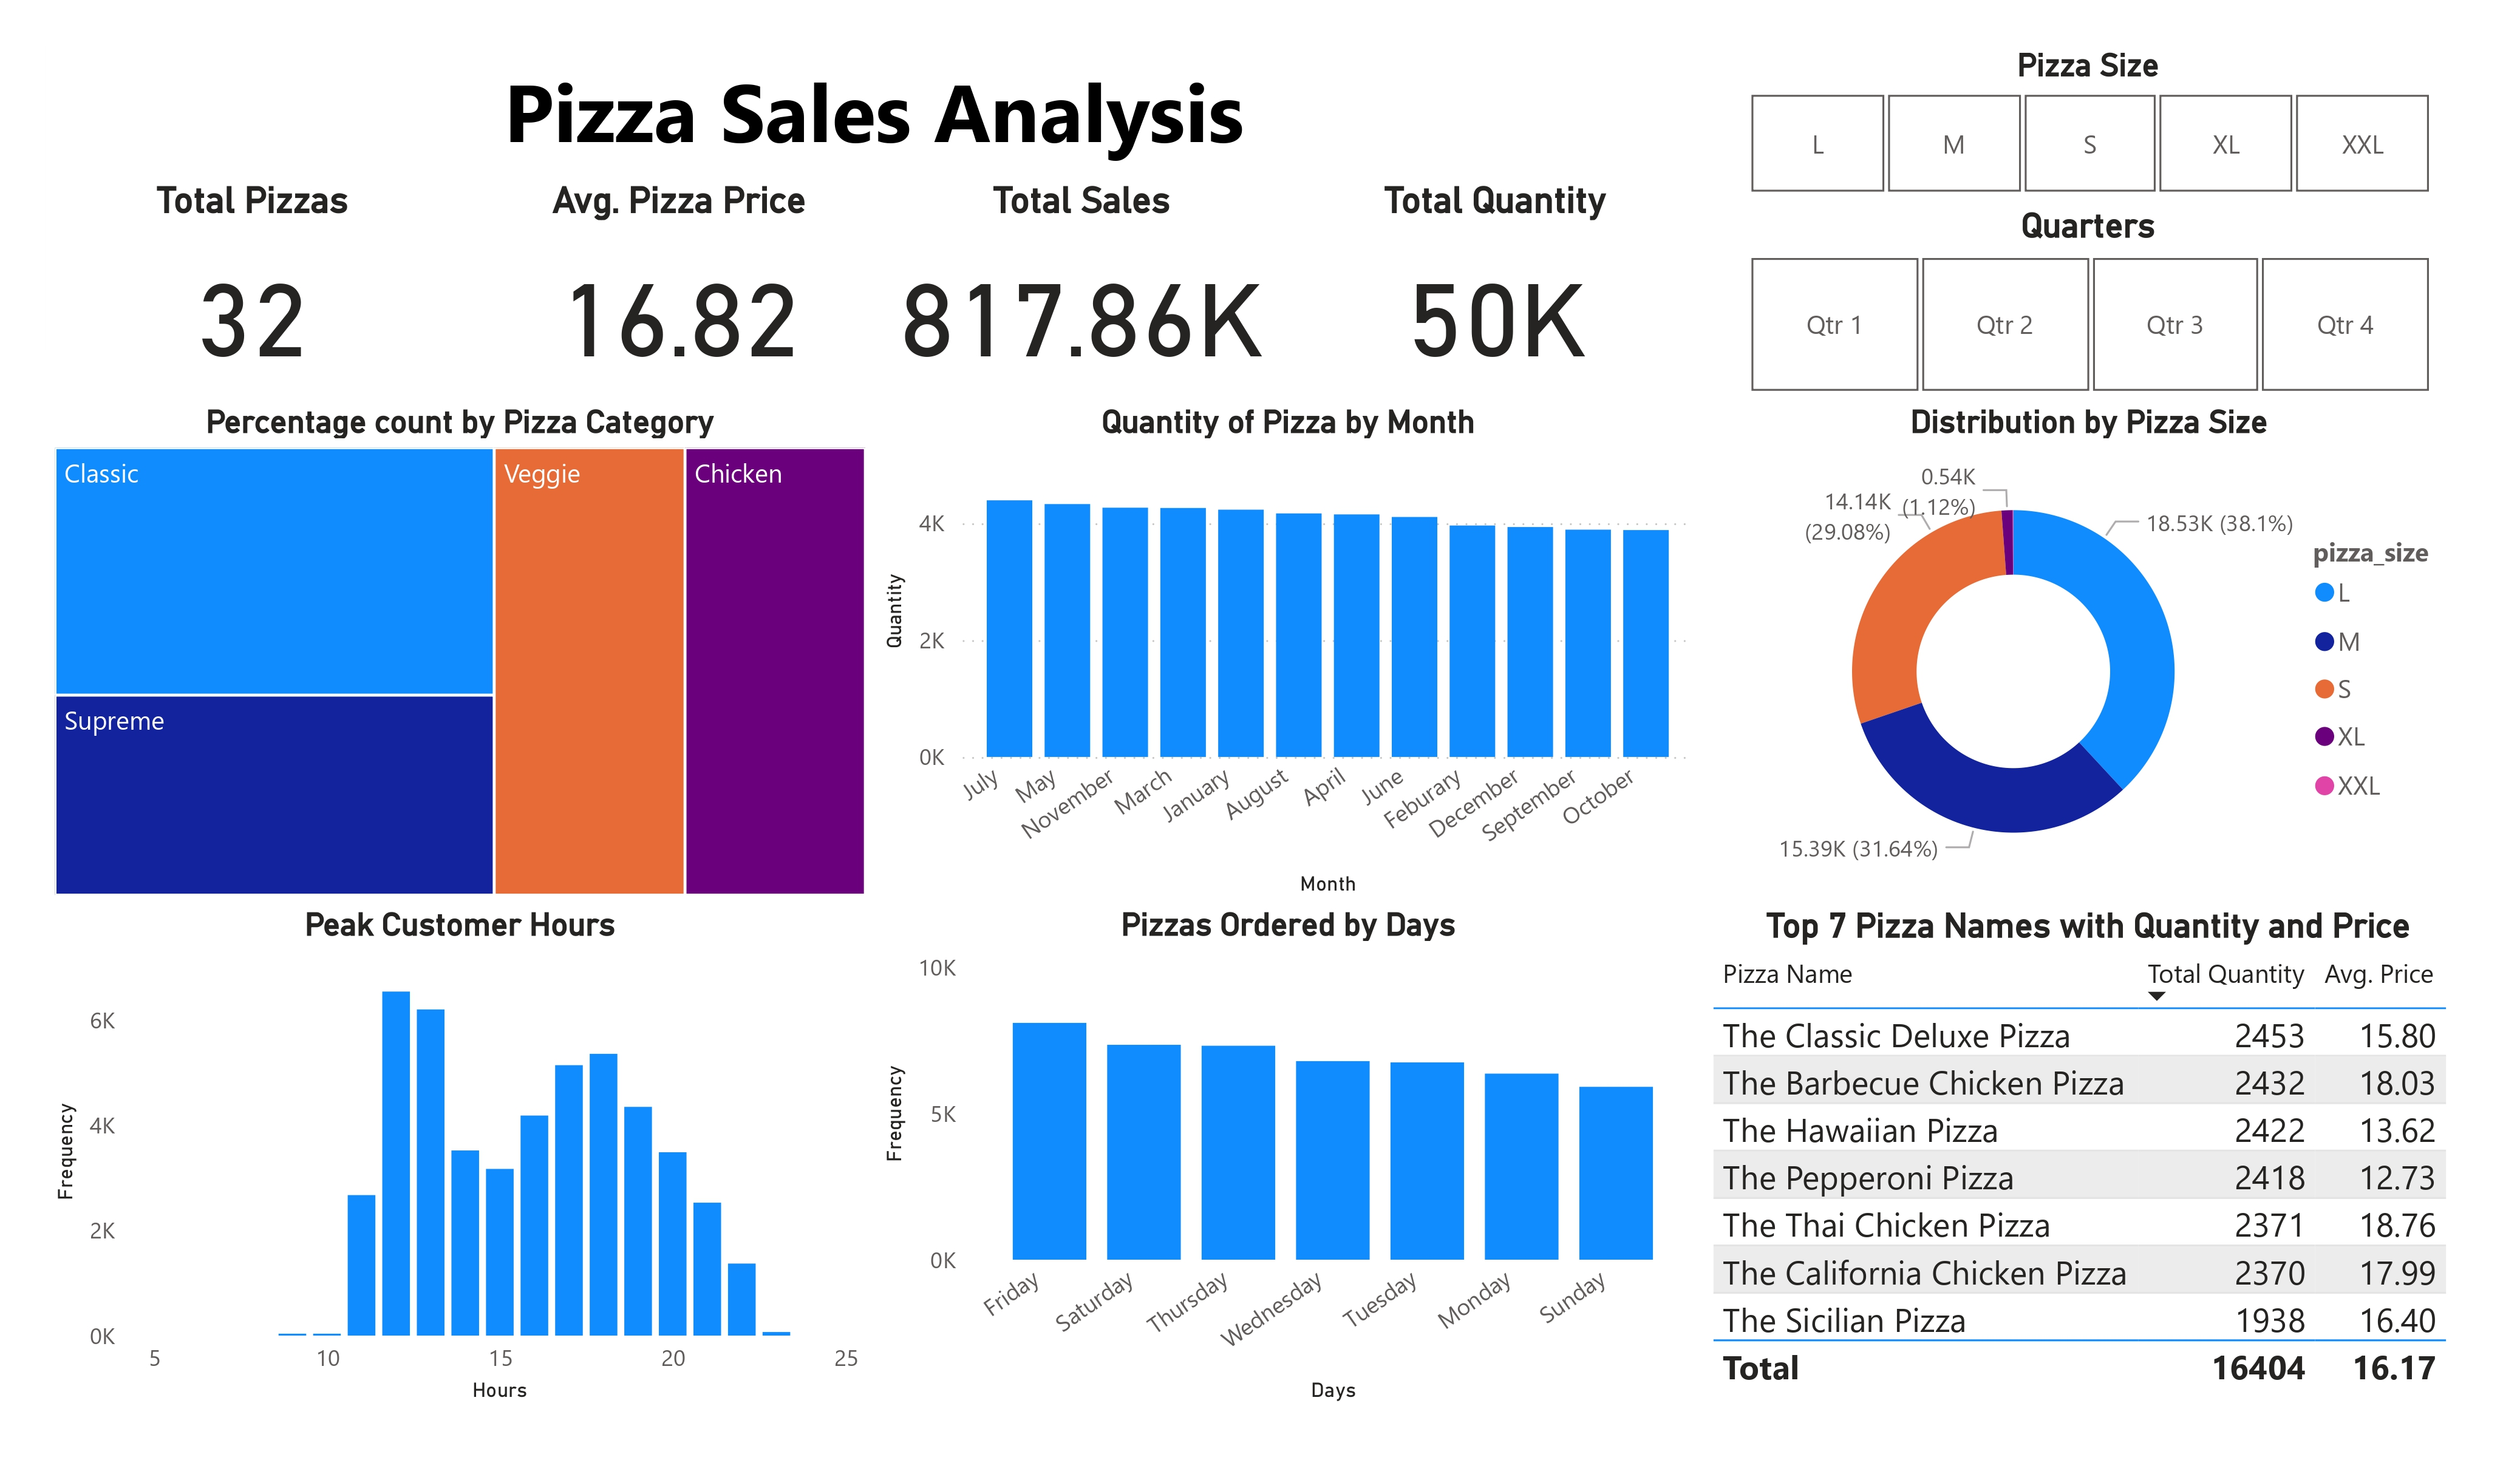 Pizza Sales Analysis
Pizza Size
L M S XL XXL
Quarters
Qtr 1 Qtr 2 Qtr 3 Qtr 4
Total Pizzas
32
Avg. Pizza Price
16.82
Total Sales
817.86K
Total Quantity
50K
Percentage count by Pizza Category
Classic
Supreme
Veggie
Chicken
Quantity of Pizza by Month
Quantity
4K
2K
0K
July May November March January August April June Feburary December September October
Month
Distribution by Pizza Size
0.54K
(1.12%)
14.14K
(29.08%)
18.53K (38.1%)
15.39K (31.64%)
pizza_size
L
M
S
XL
XXL
Peak Customer Hours
Frequency
6K
4K
2K
0K
5 10 15 20 25
Hours
Pizzas Ordered by Days
Frequency
10K
5K
0K
Friday Saturday Thursday Wednesday Tuesday Monday Sunday
Days
Top 7 Pizza Names with Quantity and Price
Pizza Name Total Quantity Avg. Price
The Classic Deluxe Pizza 2453 15.80
The Barbecue Chicken Pizza 2432 18.03
The Hawaiian Pizza 2422 13.62
The Pepperoni Pizza 2418 12.73
The Thai Chicken Pizza 2371 18.76
The California Chicken Pizza 2370 17.99
The Sicilian Pizza 1938 16.40
Total 16404 16.17